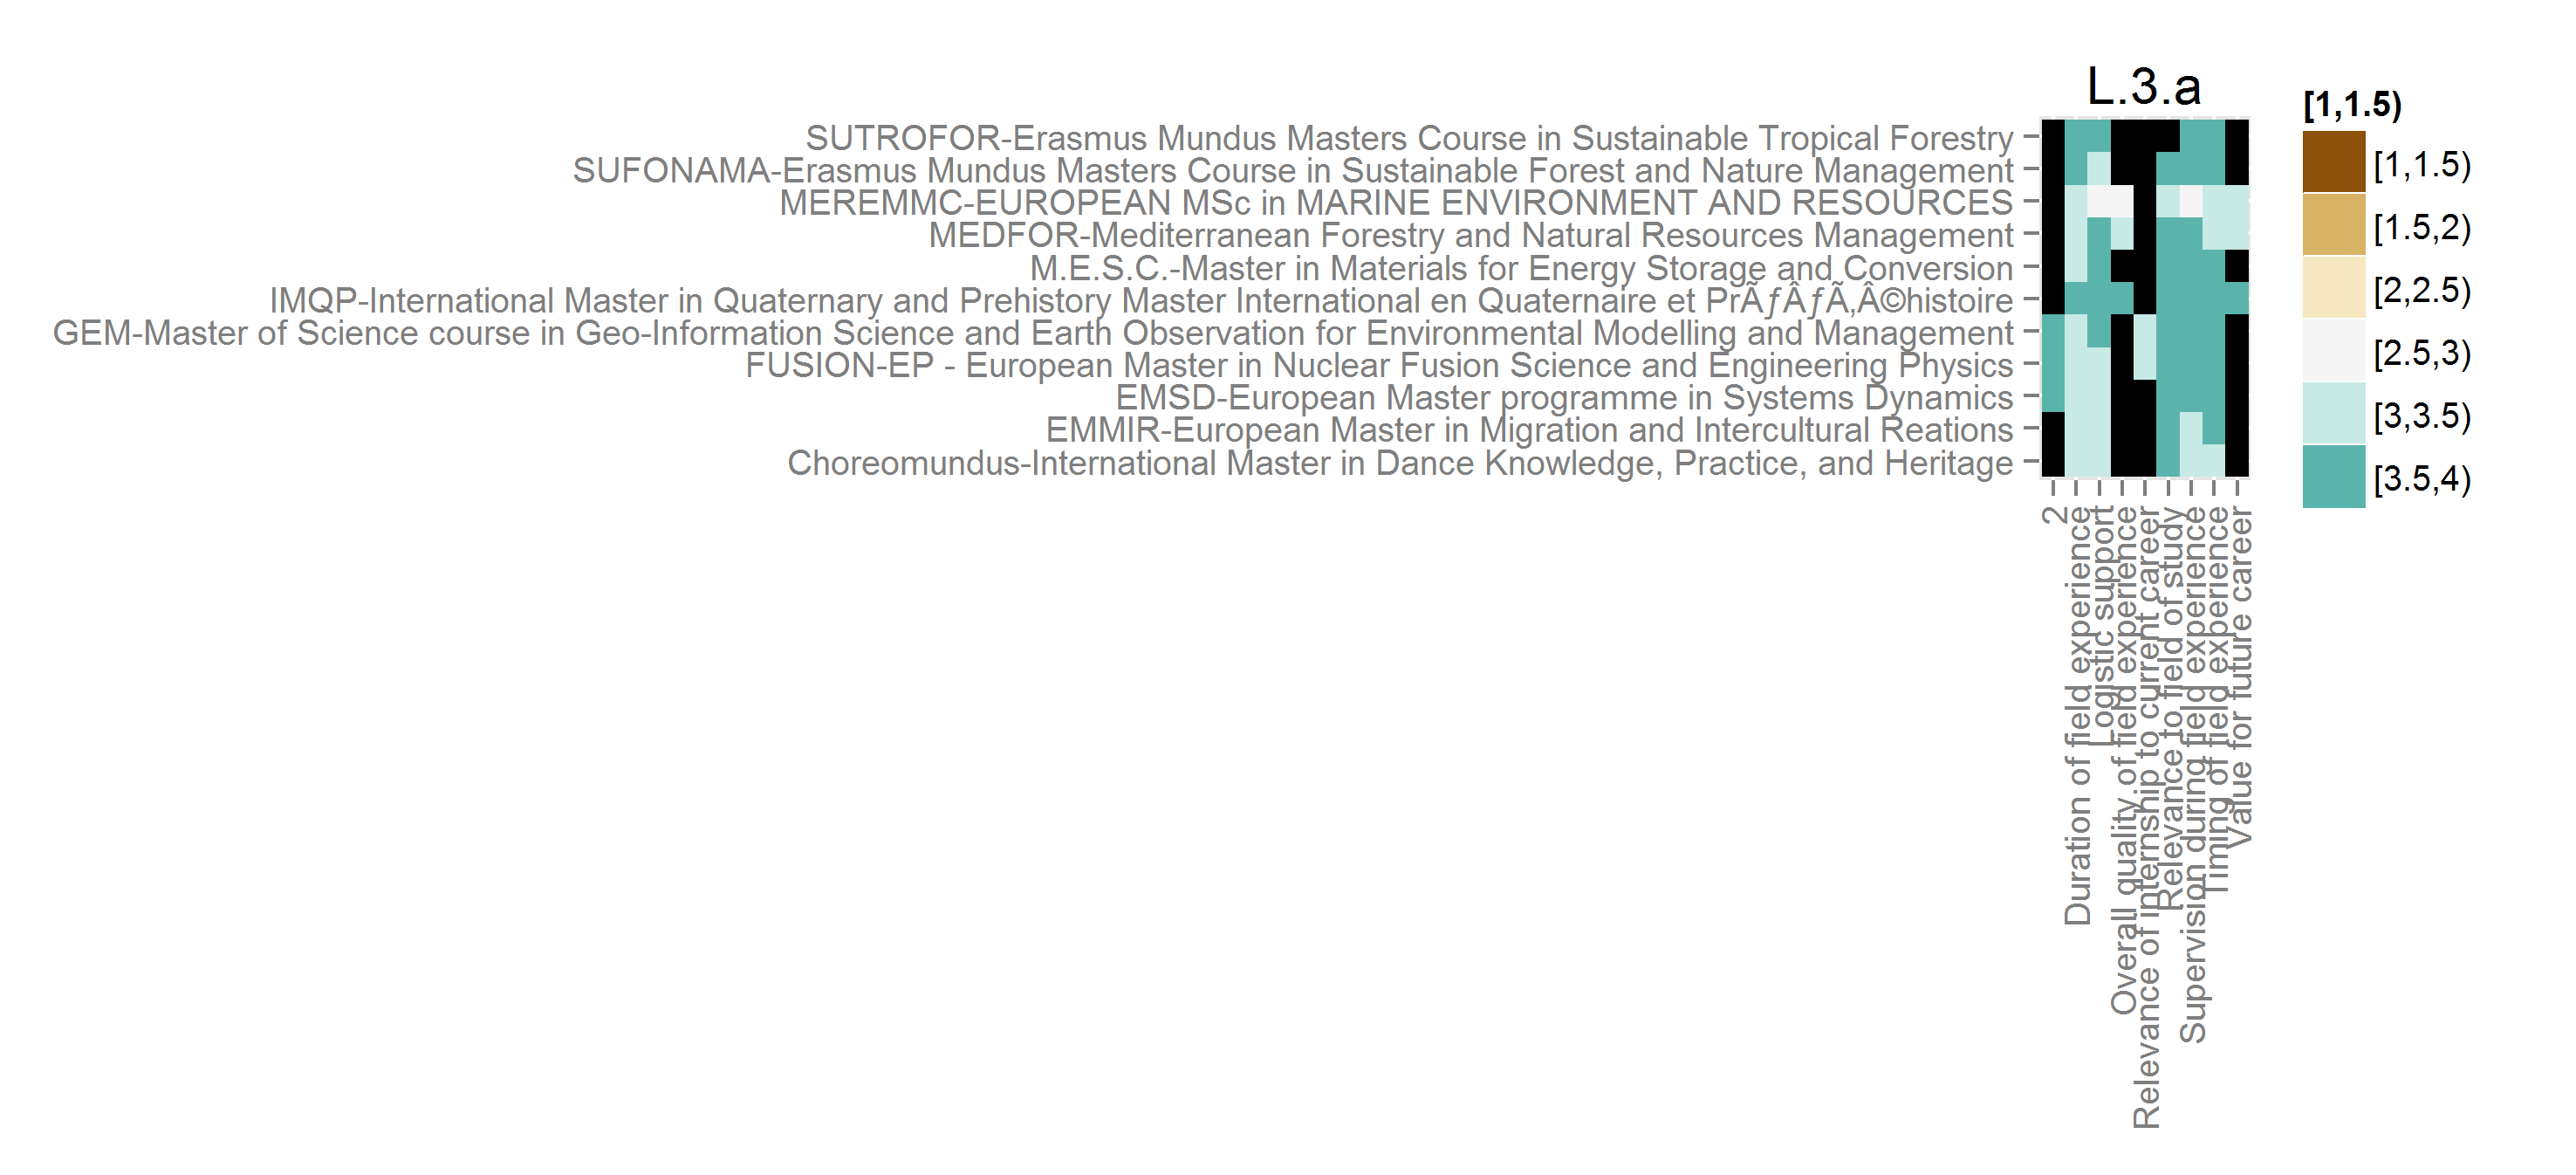 L.3.a
[1,1.5)
SUTROFOR-Erasmus Mundus Masters Course in Sustainable Tropical Forestry
SUFONAMA-Erasmus Mundus Masters Course in Sustainable Forest and Nature Management
MEREMMC-EUROPEAN MSc in MARINE ENVIRONMENT AND RESOURCES
MEDFOR-Mediterranean Forestry and Natural Resources Management
M.E.S.C.-Master in Materials for Energy Storage and Conversion
IMQP-International Master in Quaternary and Prehistory Master International en Quaternaire et PrÃƒÂƒÃ‚Â©histoire
GEM-Master of Science course in Geo-Information Science and Earth Observation for Environmental Modelling and Management
FUSION-EP - European Master in Nuclear Fusion Science and Engineering Physics
EMSD-European Master programme in Systems Dynamics
EMMIR-European Master in Migration and Intercultural Reations
Choreomundus-International Master in Dance Knowledge, Practice, and Heritage
[1,1.5)
[1.5,2)
[2,2.5)
[2.5,3)
[3,3.5)
[3.5,4)
2
Duration of field experience
Logistic support
Overall quality of field experience
Relevance of internship to current career
Relevance to field of study
Supervision during field experience
Timing of field experience
Value for future career